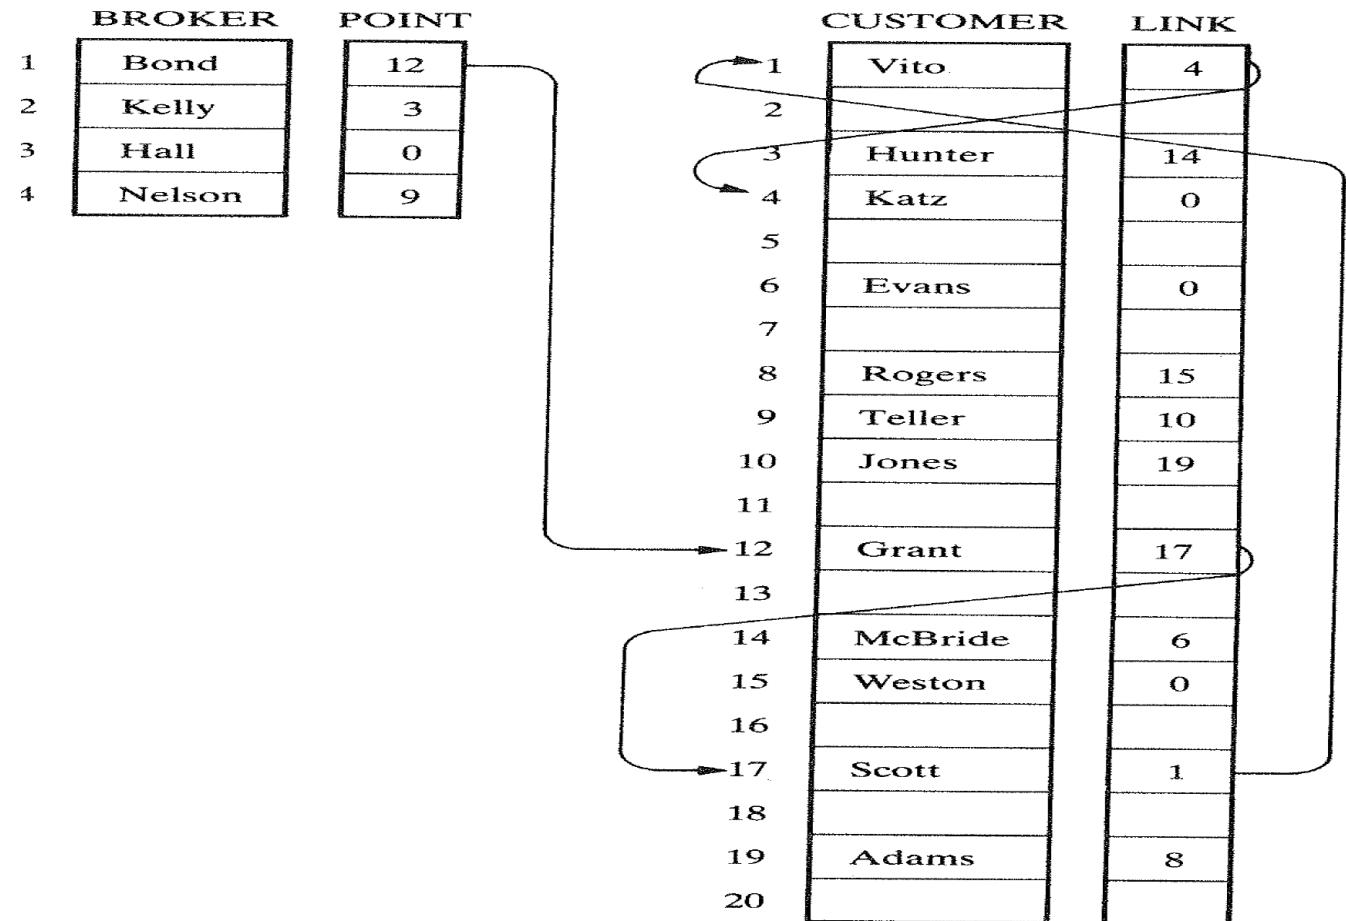 BROKER POINT CUSTOMER LINK
1 Bond 12 1 Vito 4
2 Kelly 3 2
3 Hall 0 3 Hunter 14
4 Nelson 9 4 Katz 0
5
6 Evans 0
7
8 Rogers 15
9 Teller 10
10 Jones 19
11
12 Grant 17
13
14 McBride 6
15 Weston 0
16
17 Scott 1
18
19 Adams 8
20